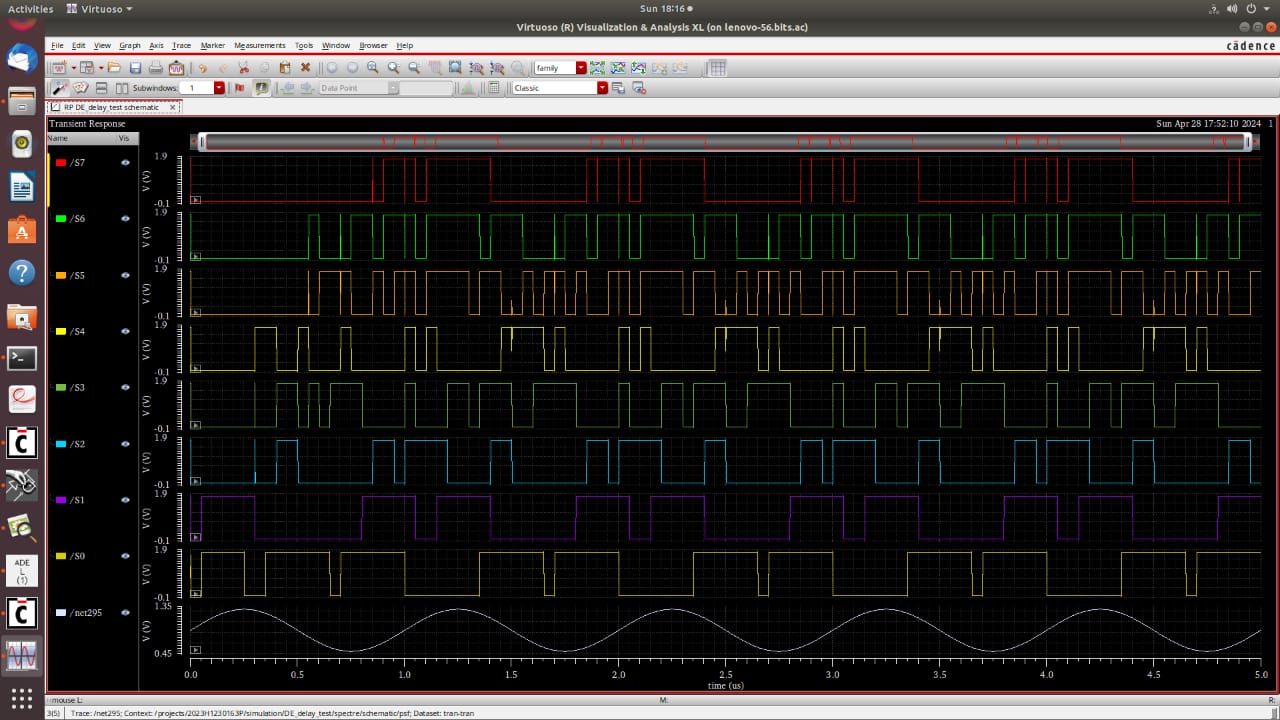 Activities Virtuoso Sun 18:16
Virtuoso (R) Visualization & Analysis XL (on lenovo-56.bits.ac)
File Edit View Graph Axis Trace Marker Measurements Tools Window Browser Help cādence
family
Subwindows: 1 Data Point Classic
RP DE_delay_test schematic
Transient Response Sun Apr 28 17:52:10 2024 1
Name Vis
/S7 1.9 V (V) -0.1
/S6 1.9 V (V) -0.1
/S5 1.9 V (V) -0.1
/S4 1.9 V (V) -0.1
/S3 1.9 V (V) -0.1
/S2 1.9 V (V) -0.1
/S1 1.9 V (V) -0.1
/S0 1.9 V (V) -0.1
/net295 1.35 V (V) 0.45
0.0 0.5 1.0 1.5 2.0 2.5 3.0 3.5 4.0 4.5 5.0
time (us)
ADE
L
(1)
mouse L: M: R:
3(5) Trace: /net295; Context: /projects/2023H1230163P/simulation/DE_delay_test/spectre/schematic/psf; Dataset: tran-tran